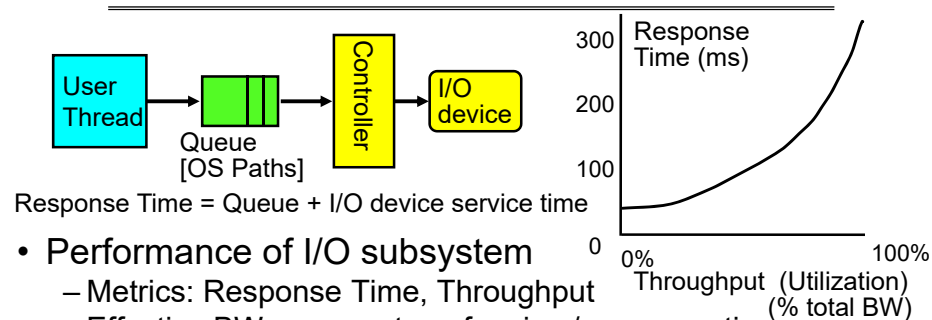 User
Thread
Queue
[OS Paths]
Controller
I/O
device
Response Time = Queue + I/O device service time
Response
Time (ms)
300
200
100
0
0%
100%
Throughput (Utilization)
(% total BW)
• Performance of I/O subsystem
– Metrics: Response Time, Throughput